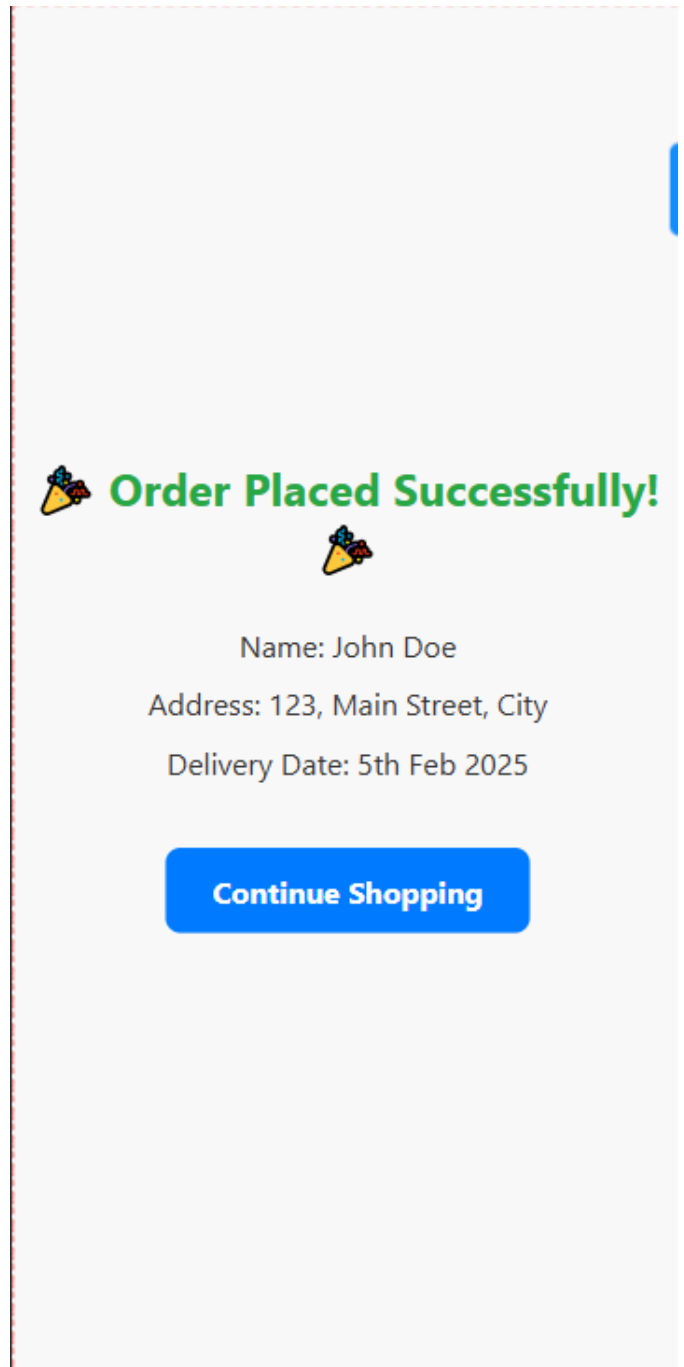 🎉 Order Placed Successfully!
🎉
Name: John Doe
Address: 123, Main Street, City
Delivery Date: 5th Feb 2025
Continue Shopping